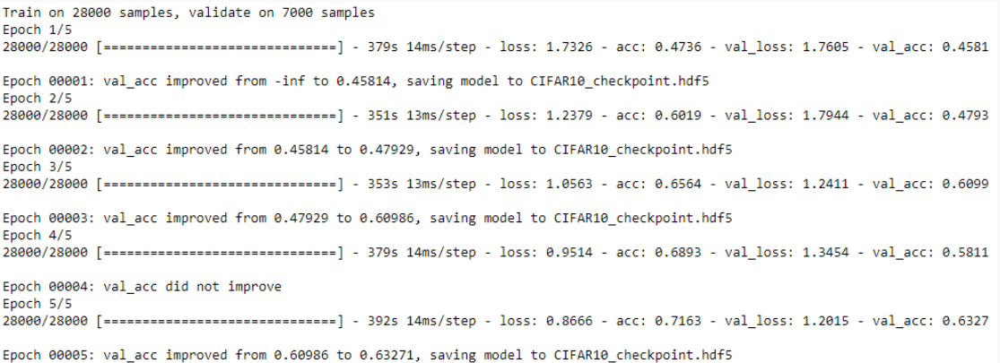 Train on 28000 samples, validate on 7000 samples
Epoch 1/5
28000/28000 [==============================] - 379s 14ms/step - loss: 1.7326 - acc: 0.4736 - val_loss: 1.7605 - val_acc: 0.4581
Epoch 00001: val_acc improved from -inf to 0.45814, saving model to CIFAR10_checkpoint.hdf5
Epoch 2/5
28000/28000 [==============================] - 351s 13ms/step - loss: 1.2379 - acc: 0.6019 - val_loss: 1.7944 - val_acc: 0.4793
Epoch 00002: val_acc improved from 0.45814 to 0.47929, saving model to CIFAR10_checkpoint.hdf5
Epoch 3/5
28000/28000 [==============================] - 353s 13ms/step - loss: 1.0563 - acc: 0.6564 - val_loss: 1.2411 - val_acc: 0.6099
Epoch 00003: val_acc improved from 0.47929 to 0.60986, saving model to CIFAR10_checkpoint.hdf5
Epoch 4/5
28000/28000 [==============================] - 379s 14ms/step - loss: 0.9514 - acc: 0.6893 - val_loss: 1.3454 - val_acc: 0.5811
Epoch 00004: val_acc did not improve
Epoch 5/5
28000/28000 [==============================] - 392s 14ms/step - loss: 0.8666 - acc: 0.7163 - val_loss: 1.2015 - val_acc: 0.6327
Epoch 00005: val_acc improved from 0.60986 to 0.63271, saving model to CIFAR10_checkpoint.hdf5